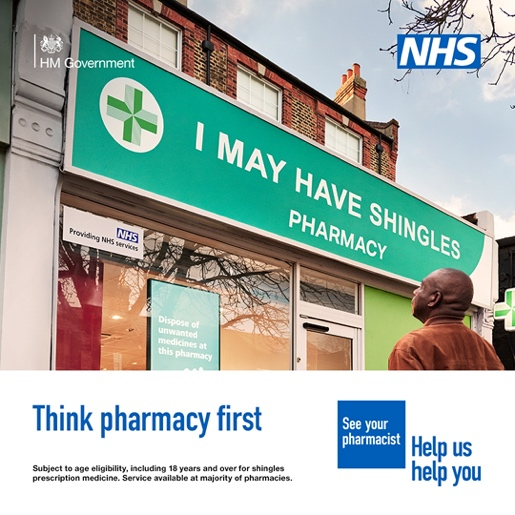 HM Government
NHS
I MAY HAVE SHINGLES
PHARMACY
Providing NHS services
NHS
Dispose of
unwanted
medicines at
this pharmacy
Think pharmacy first
See your
pharmacist
Help us
help you
Subject to age eligibility, including 18 years and over for shingles
prescription medicine. Service available at majority of pharmacies.